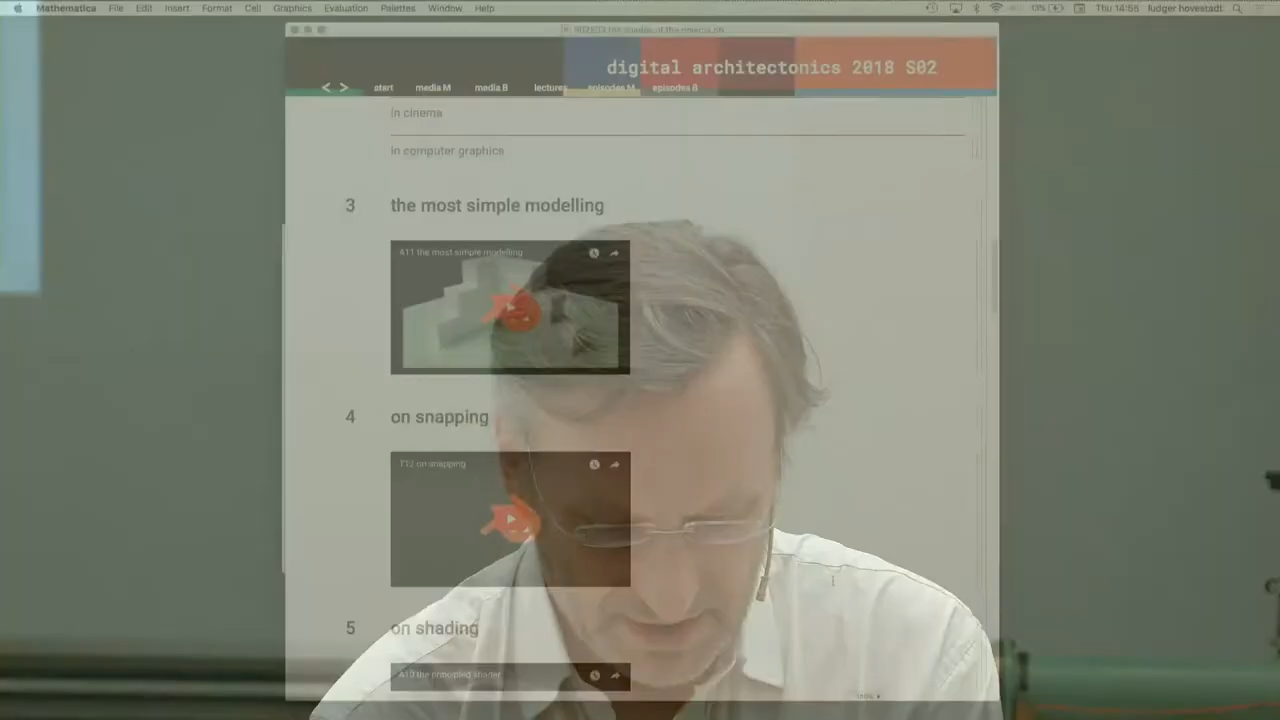 Mathematica File Edit Insert Format Cell Graphics Evaluation Palettes Window Help 13% Thu 14:56 ludger hovestadt
digital architectonics 2018 S02
< > start media M media B lectures episodes M episodes B
in cinema
in computer graphics
3 the most simple modelling
A11 the most simple modelling
4 on snapping
T12 on snapping
5 on shading
A13 the principled shader